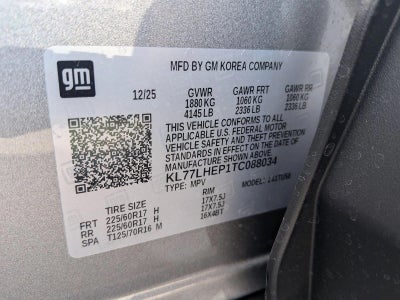 gm
MFD BY GM KOREA COMPANY
12/25 GVWR GAWR FRT GAWR RR
1880 KG 1060 KG 1060 KG
4145 LB 2336 LB 2336 LB
THIS VEHICLE CONFORMS TO ALL
APPLICABLE U.S. FEDERAL MOTOR
VEHICLE SAFETY AND THEFT PREVENTION
STANDARDS IN EFFECT ON THE DATE OF
MANUFACTURE SHOWN ABOVE.
KL77LHEP1TC088034
TYPE: MPV
TIRE SIZE RIM
FRT 225/60R17 H 17X7.5J
RR 225/60R17 H 17X7.5J
SPA T125/70R16 M 16X4BT